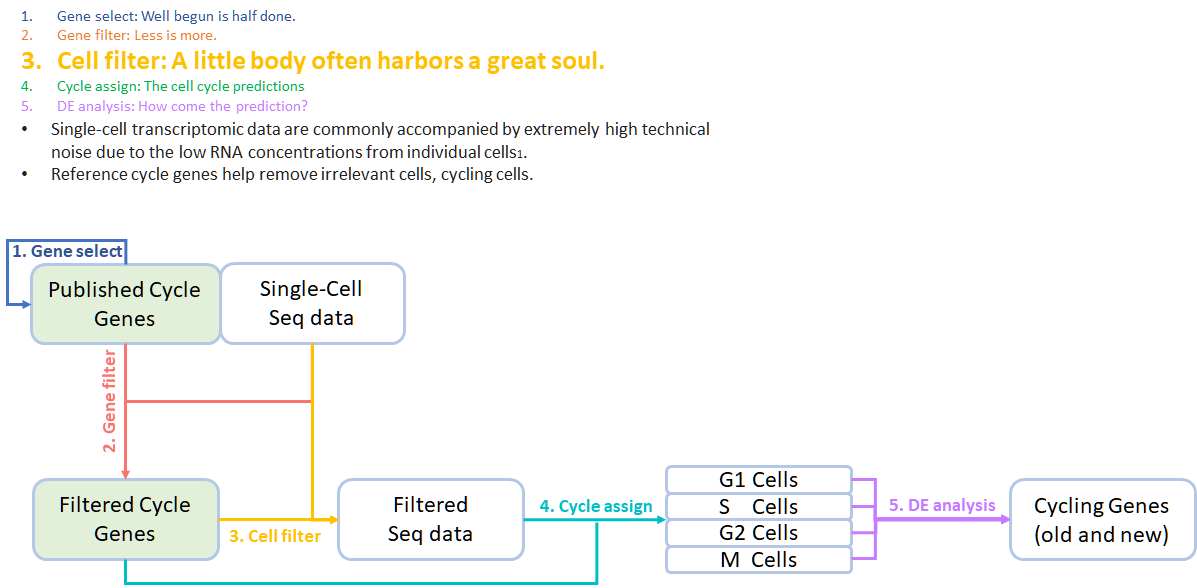 1. Gene select: Well begun is half done.
2. Gene filter: Less is more.
3. Cell filter: A little body often harbors a great soul.
4. Cycle assign: The cell cycle predictions
5. DE analysis: How come the prediction?
• Single-cell transcriptomic data are commonly accompanied by extremely high technical
noise due to the low RNA concentrations from individual cells1.
• Reference cycle genes help remove irrelevant cells, cycling cells.
1. Gene select
Published Cycle
Genes
Single-Cell
Seq data
2. Gene filter
Filtered Cycle
Genes
3. Cell filter
Filtered
Seq data
4. Cycle assign
G1 Cells
S Cells
G2 Cells
M Cells
5. DE analysis
Cycling Genes
(old and new)